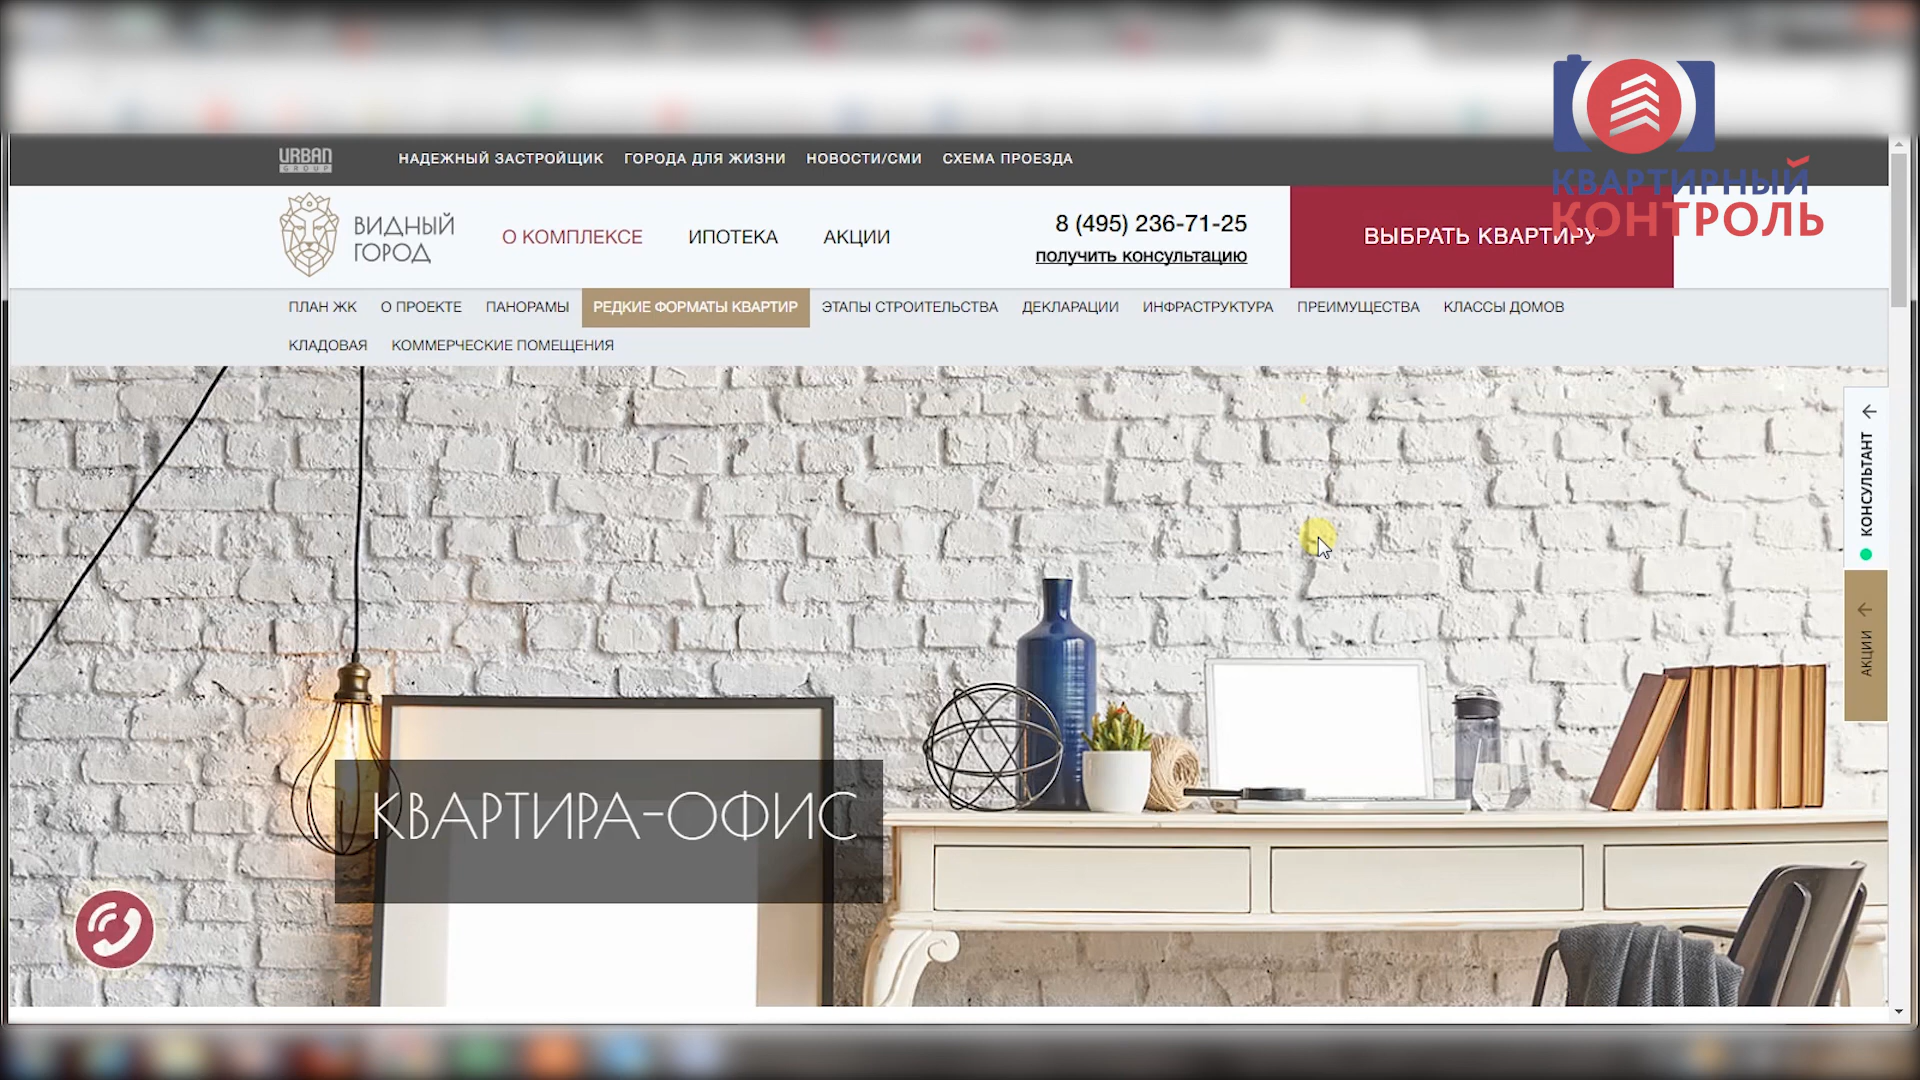 URBAN
GROUP
НАДЕЖНЫЙ ЗАСТРОЙЩИК ГОРОДА ДЛЯ ЖИЗНИ НОВОСТИ/СМИ СХЕМА ПРОЕЗДА
КВАРТИРНЫЙ
КОНТРОЛЬ
ВИДНЫЙ
ГОРОД
О КОМПЛЕКСЕ ИПОТЕКА АКЦИИ
8 (495) 236-71-25
получить консультацию
ВЫБРАТЬ КВАРТИРУ
ПЛАН ЖК О ПРОЕКТЕ ПАНОРАМЫ РЕДКИЕ ФОРМАТЫ КВАРТИР ЭТАПЫ СТРОИТЕЛЬСТВА ДЕКЛАРАЦИИ ИНФРАСТРУКТУРА ПРЕИМУЩЕСТВА КЛАССЫ ДОМОВ
КЛАДОВАЯ КОММЕРЧЕСКИЕ ПОМЕЩЕНИЯ
КОНСУЛЬТАНТ
АКЦИИ
КВАРТИРА-ОФИС